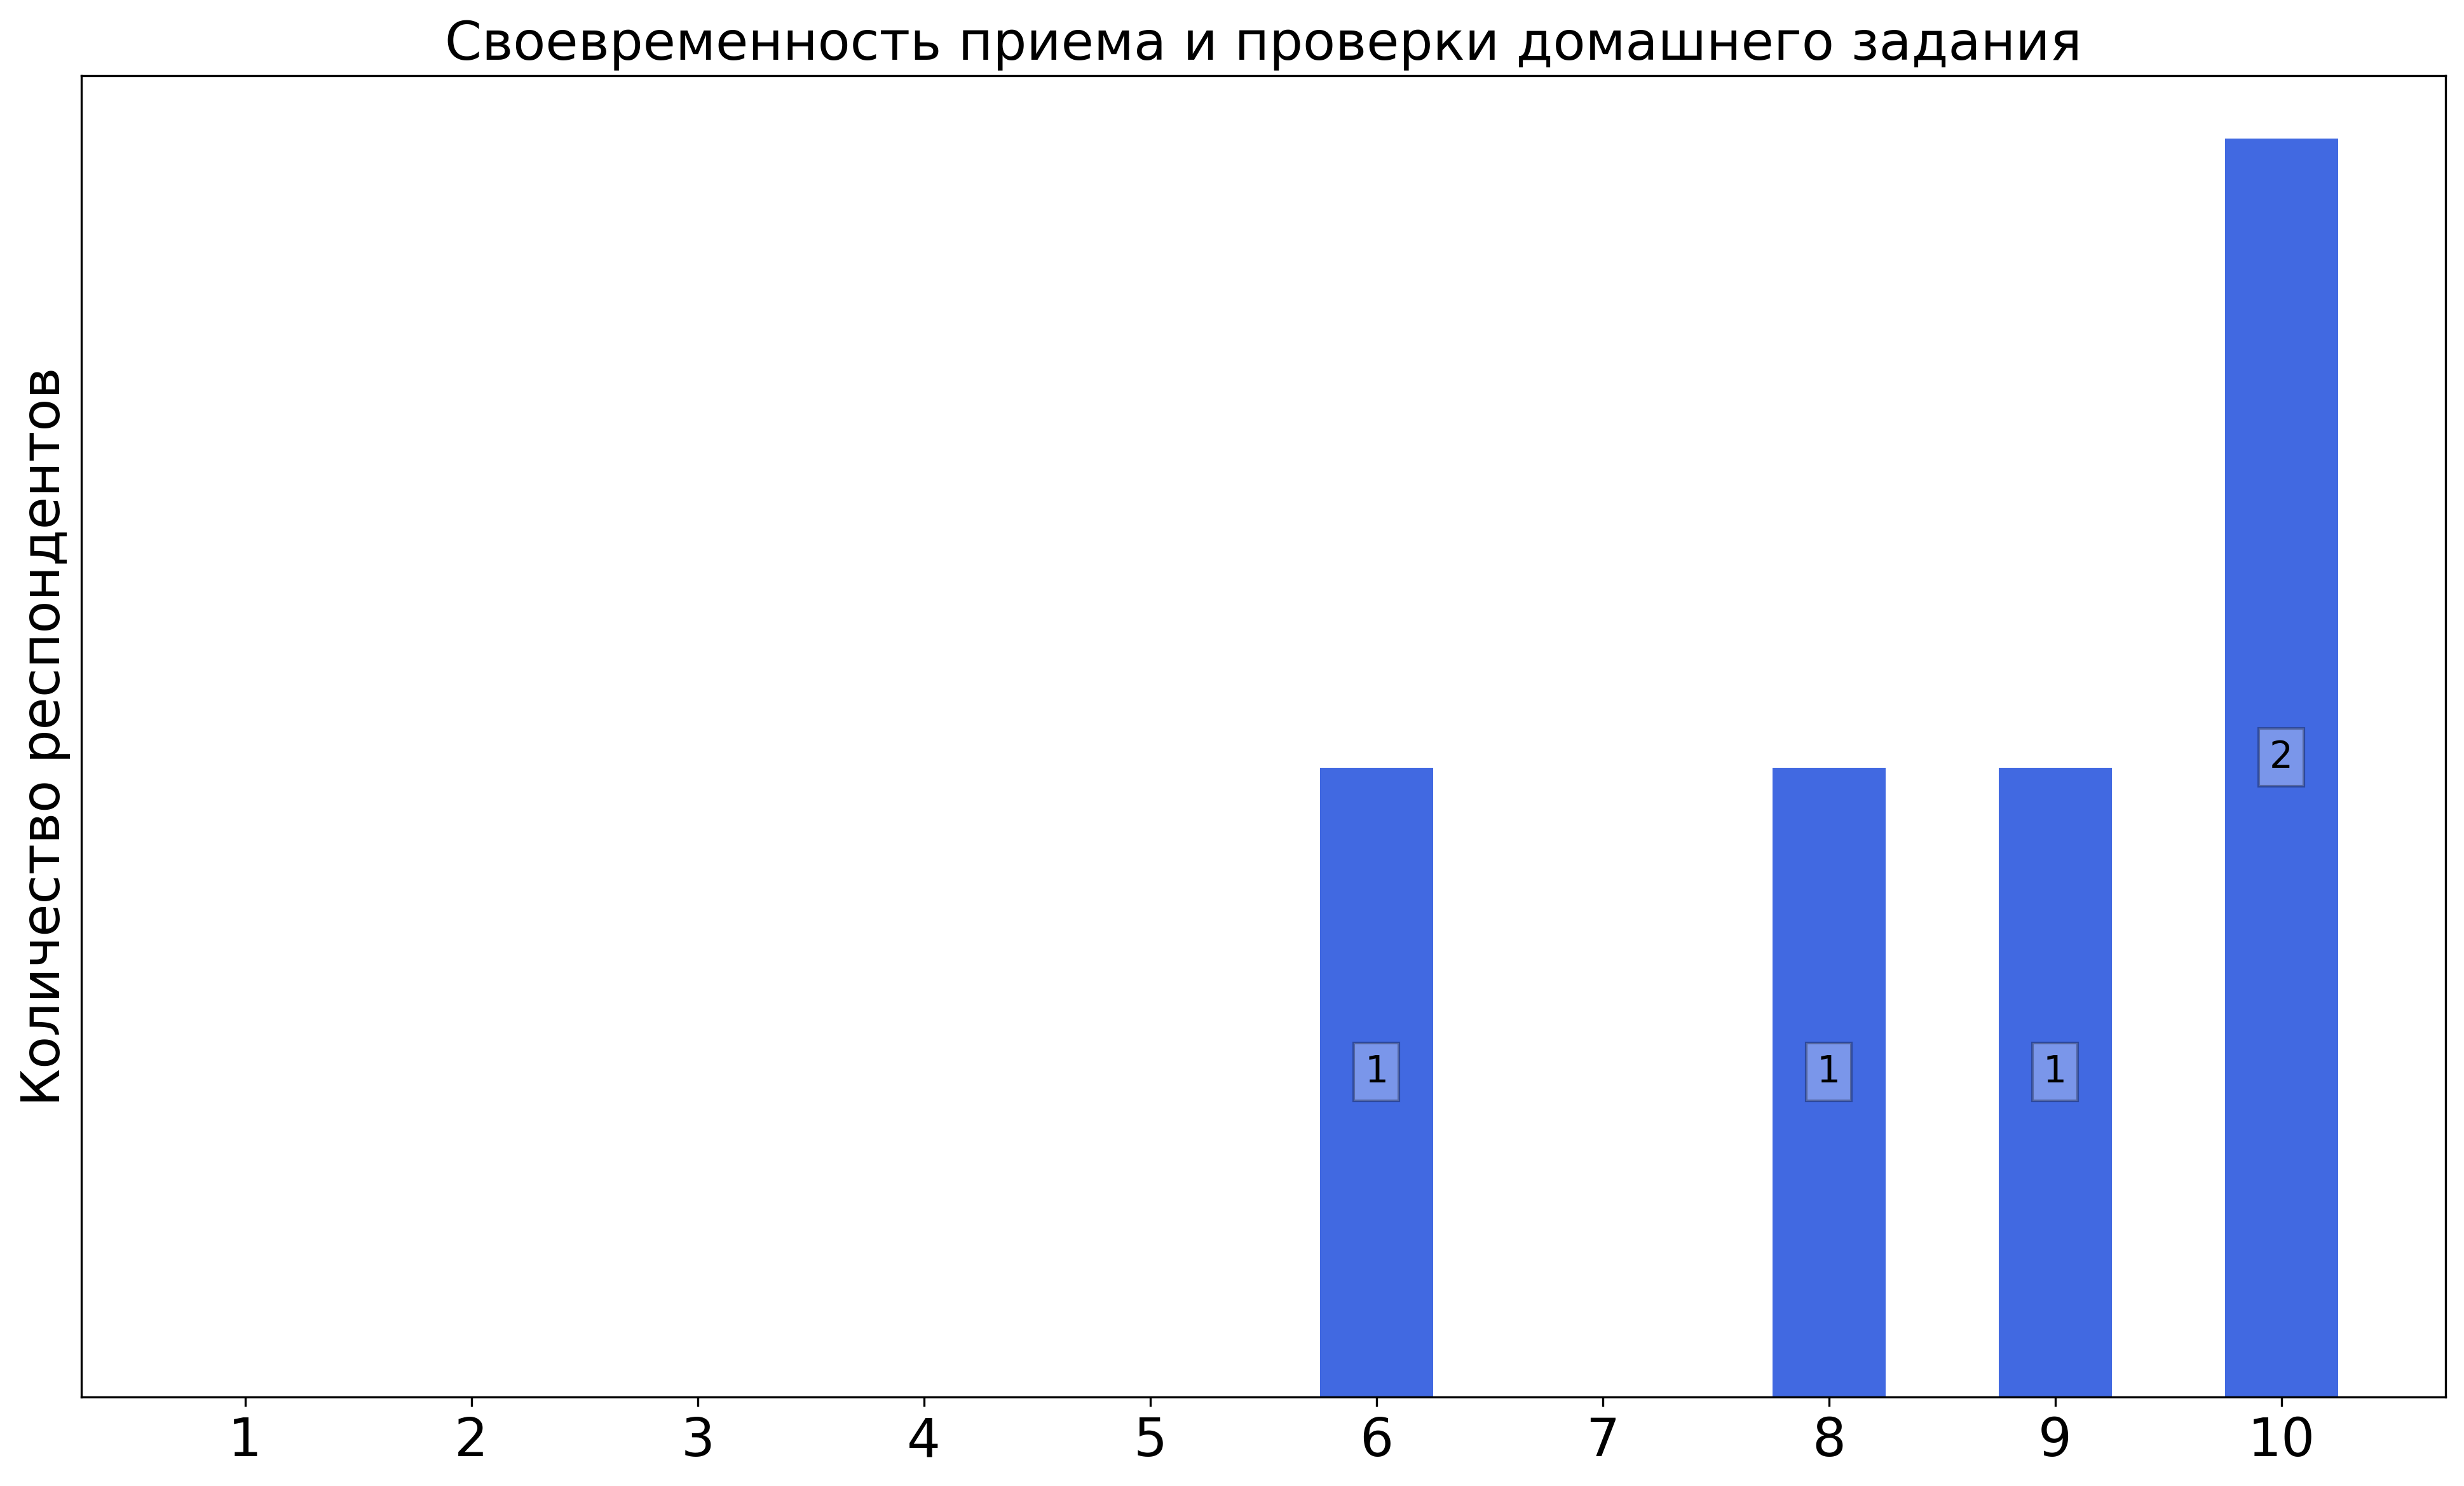 Своевременность приема и проверки домашнего задания
Количество респондентов
2
1 1 1
1 2 3 4 5 6 7 8 9 10